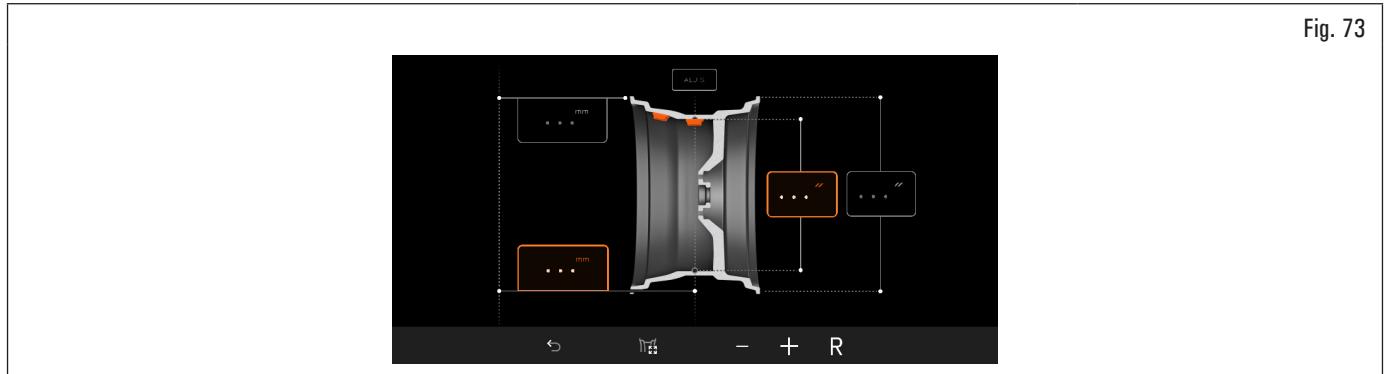 Fig. 73
ALU S
mm
. . . 
. . . "
. . . "
mm
. . .
- + R